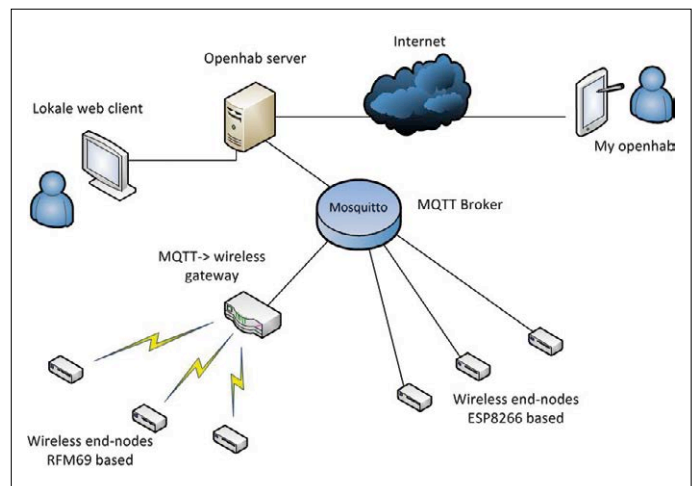 Internet
Openhab server
Lokale web client
My openhab
Mosquitto
MQTT Broker
MQTT-> wireless
gateway
Wireless end-nodes
ESP8266 based
Wireless end-nodes
RFM69 based